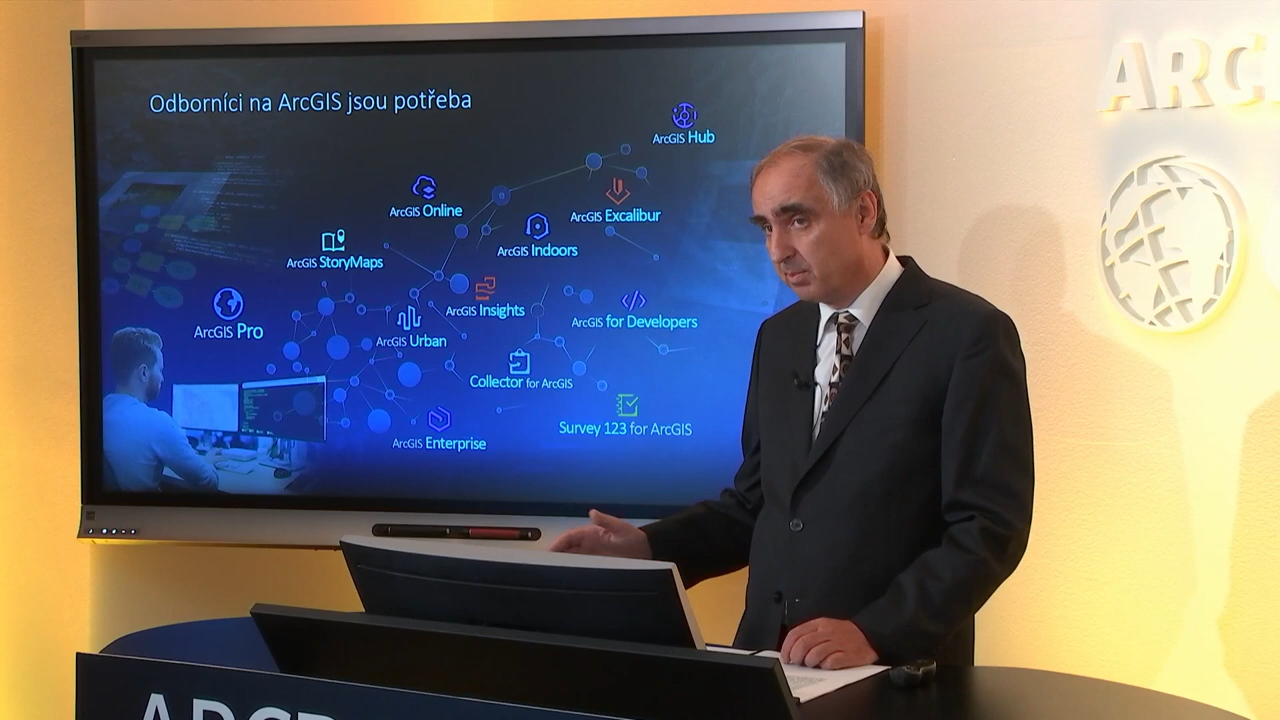 Odborníci na ArcGIS jsou potřeba
ArcGIS Hub
ArcGIS Online
ArcGIS Excalibur
ArcGIS Indoors
ArcGIS StoryMaps
ArcGIS Insights
ArcGIS for Developers
ArcGIS Pro
ArcGIS Urban
Collector for ArcGIS
Survey 123 for ArcGIS
ArcGIS Enterprise
ARC